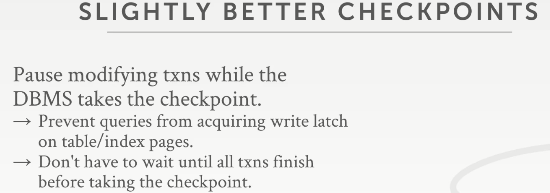 SLIGHTLY BETTER CHECKPOINTS
Pause modifying txns while the
DBMS takes the checkpoint.
→ Prevent queries from acquiring write latch
on table/index pages.
→ Don't have to wait until all txns finish
before taking the checkpoint.